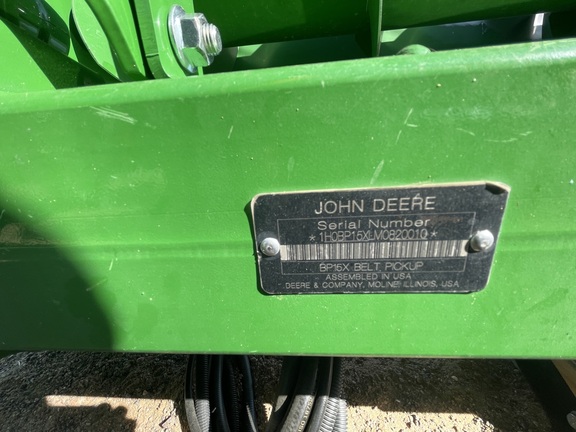 JOHN DEERE
Serial Number
*1H0BP15XLM0820010*
BP15X BELT PICKUP
ASSEMBLED IN USA
DEERE & COMPANY, MOLINE, ILLINOIS, USA